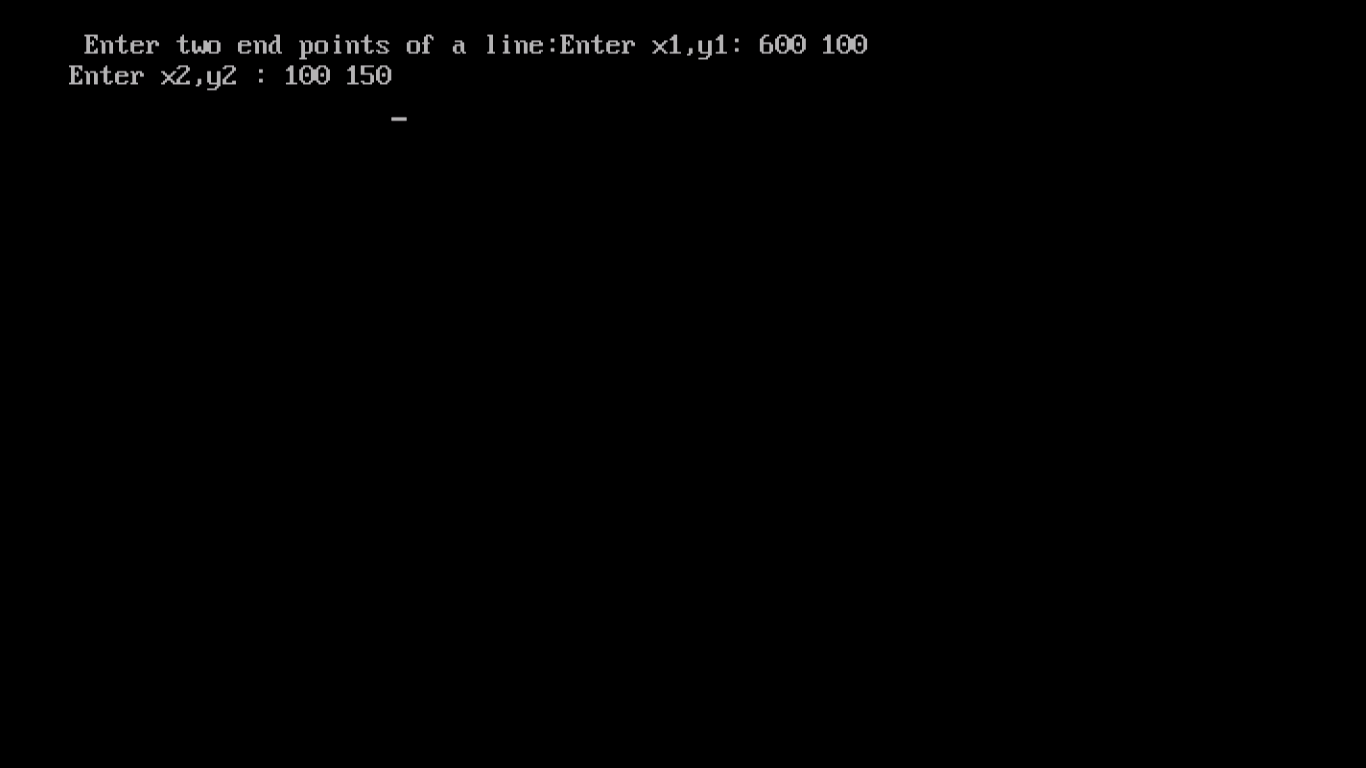 Enter two end points of a line:Enter x1,y1: 600 100
Enter x2,y2 : 100 150